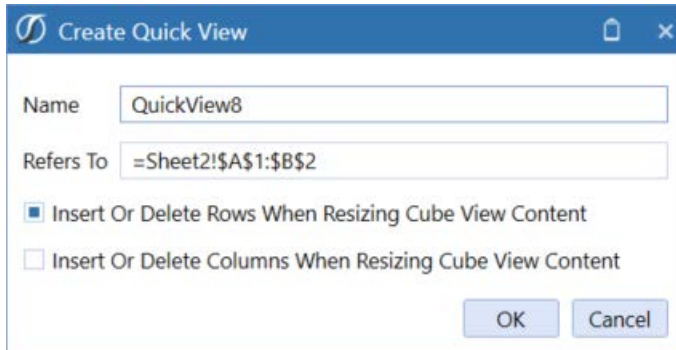 Create Quick View
Name QuickView8
Refers To =Sheet2!$A$1:$B$2
Insert Or Delete Rows When Resizing Cube View Content
Insert Or Delete Columns When Resizing Cube View Content
OK Cancel